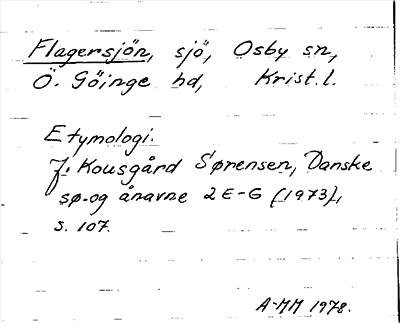 Flagersjön, sjö, Osby sn,
Ö. Göinge hd, Krist. l.
Etymologi:
J. Kousgård Sørensen, Danske
sø- og ånavne 2 E-G (1973),
s. 107.
A-MM 1978.